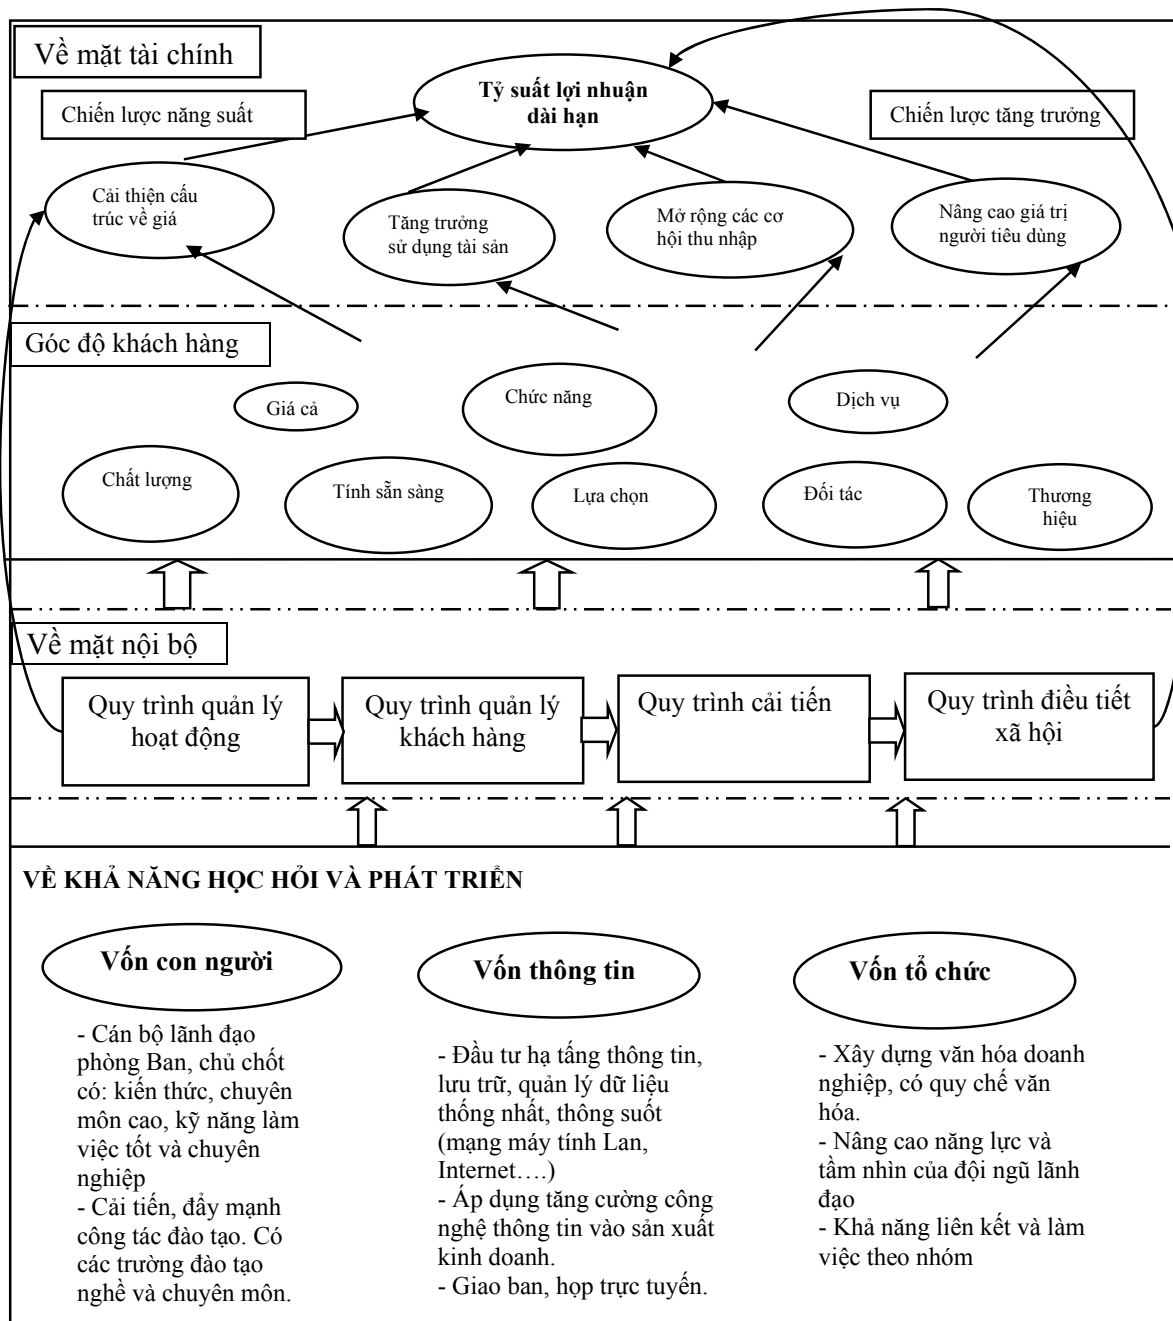 Về mặt tài chính
Tỷ suất lợi nhuận
dài hạn
Chiến lược năng suất
Chiến lược tăng trưởng
Cải thiện cấu
trúc về giá
Tăng trưởng
sử dụng tài sản
Mở rộng các cơ
hội thu nhập
Nâng cao giá trị
người tiêu dùng
Góc độ khách hàng
Giá cả
Chức năng
Dịch vụ
Chất lượng
Tính sẵn sàng
Lựa chọn
Đối tác
Thương
hiệu
Về mặt nội bộ
Quy trình quản lý
hoạt động
Quy trình quản lý
khách hàng
Quy trình cải tiến
Quy trình điều tiết
xã hội
VỀ KHẢ NĂNG HỌC HỎI VÀ PHÁT TRIỂN
Vốn con người
- Cán bộ lãnh đạo
phòng Ban, chủ chốt
có: kiến thức, chuyên
môn cao, kỹ năng làm
việc tốt và chuyên
nghiệp
- Cải tiến, đẩy mạnh
công tác đào tạo. Có
các trường đào tạo
nghề và chuyên môn.
Vốn thông tin
- Đầu tư hạ tấng thông tin,
lưu trữ, quản lý dữ liệu
thống nhất, thông suốt
(mạng máy tính Lan,
Internet….)
- Áp dụng tăng cường công
nghệ thông tin vào sản xuất
kinh doanh.
- Giao ban, họp trực tuyến.
Vốn tổ chức
- Xây dựng văn hóa doanh
nghiệp, có quy chế văn
hóa.
- Nâng cao năng lực và
tầm nhìn của đội ngũ lãnh
đạo
- Khả năng liên kết và làm
việc theo nhóm